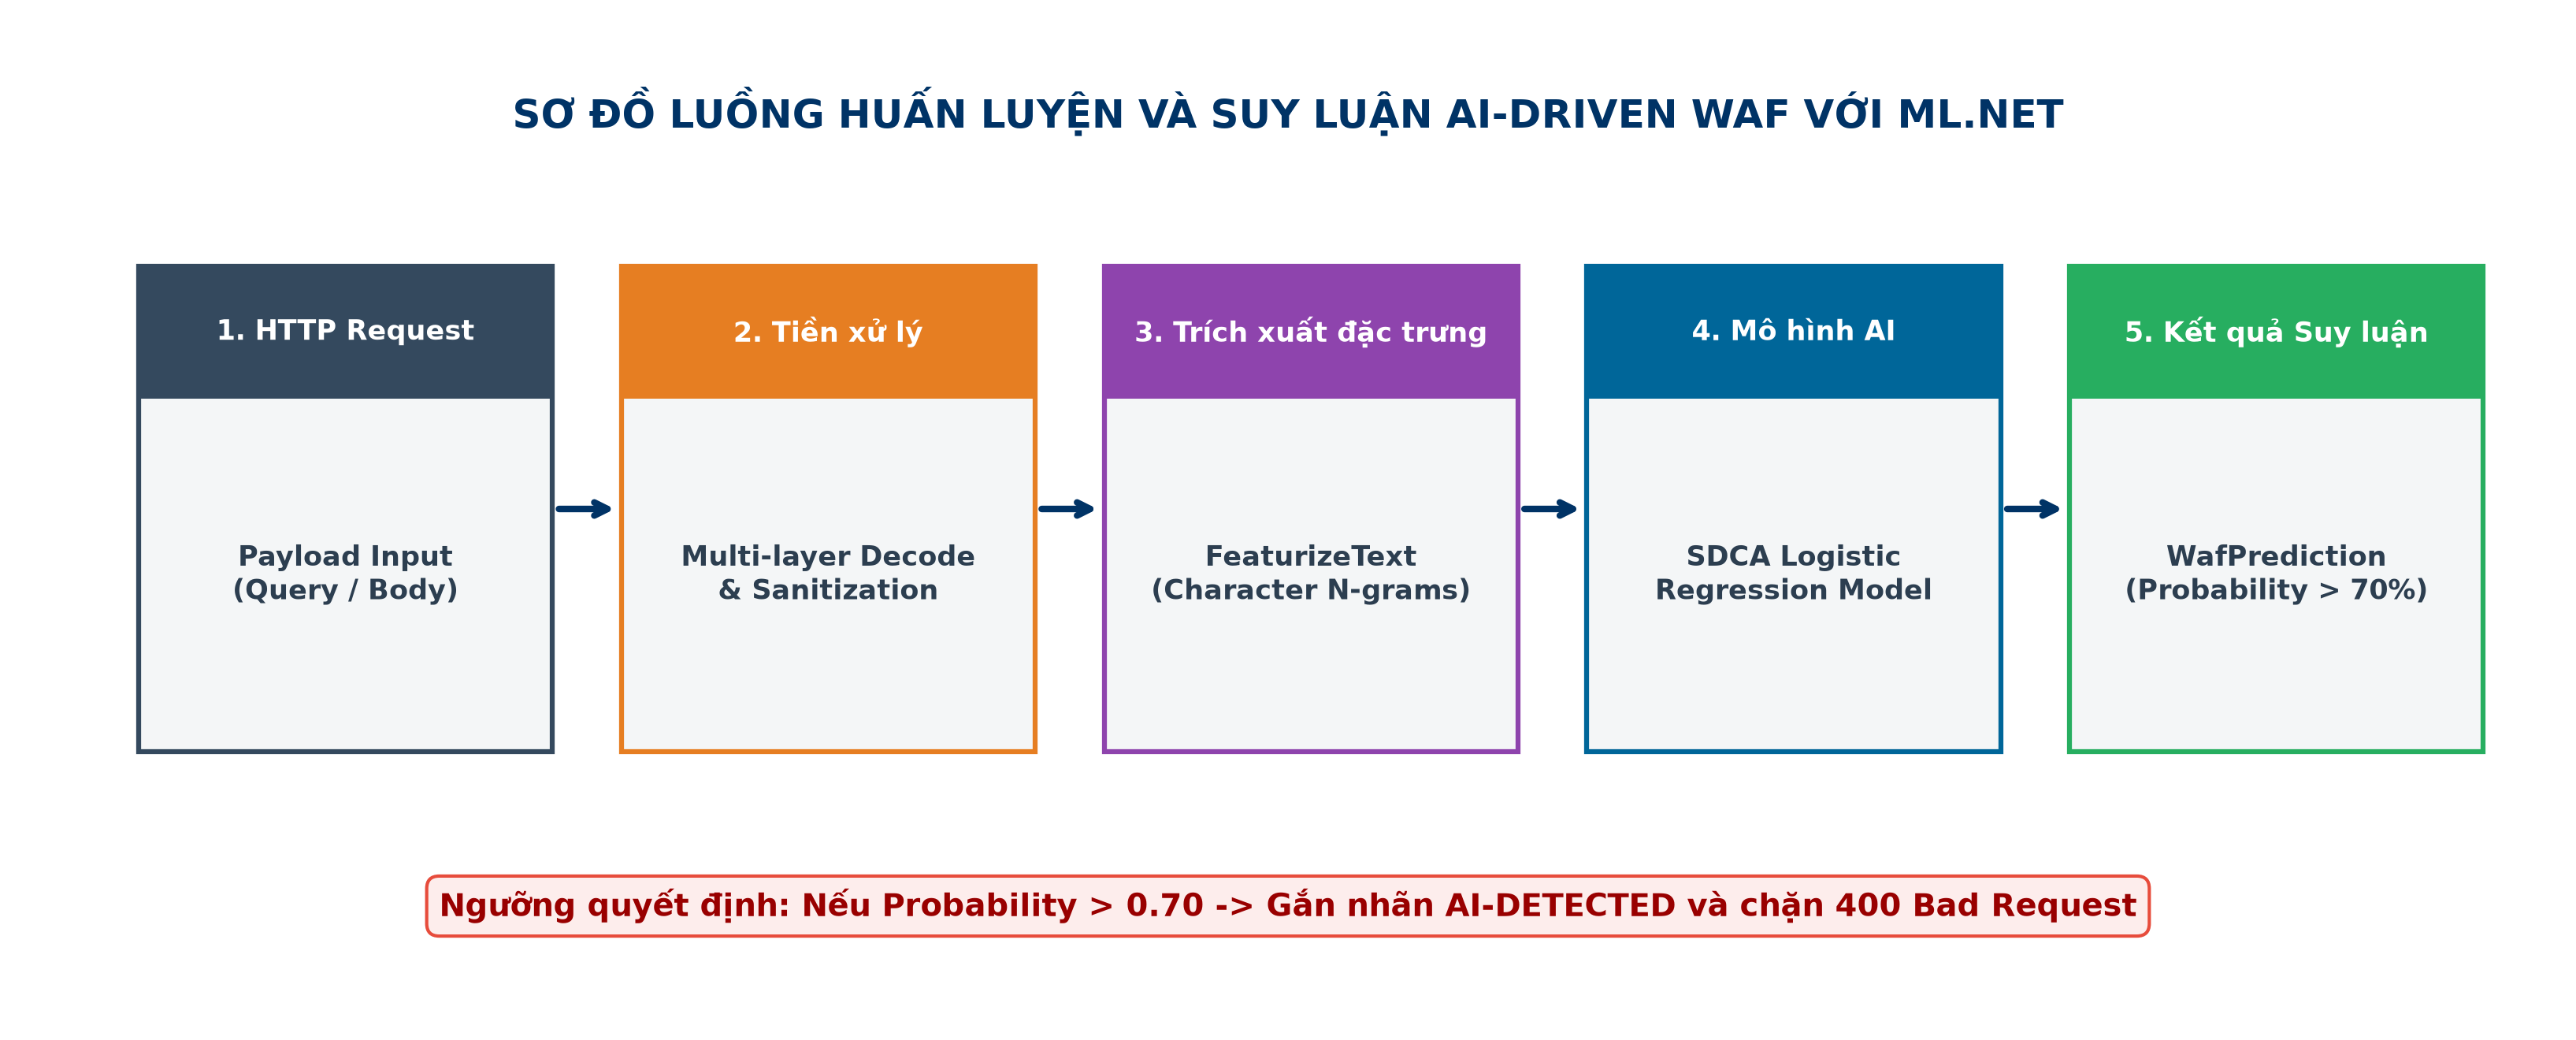 SƠ ĐỒ LUỒNG HUẤN LUYỆN VÀ SUY LUẬN AI-DRIVEN WAF VỚI ML.NET
1. HTTP Request
Payload Input
(Query / Body)
2. Tiền xử lý
Multi-layer Decode
& Sanitization
3. Trích xuất đặc trưng
FeaturizeText
(Character N-grams)
4. Mô hình AI
SDCA Logistic
Regression Model
5. Kết quả Suy luận
WafPrediction
(Probability > 70%)
Ngưỡng quyết định: Nếu Probability > 0.70 -> Gắn nhãn AI-DETECTED và chặn 400 Bad Request